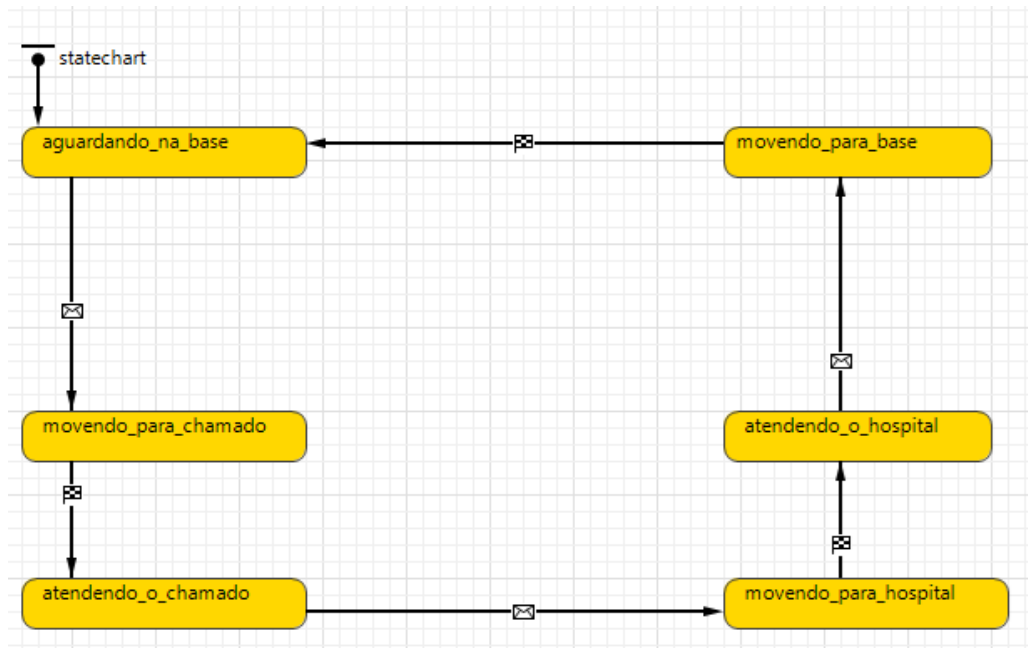 statechart
aguardando_na_base
movendo_para_base
movendo_para_chamado
atendendo_o_hospital
atendendo_o_chamado
movendo_para_hospital